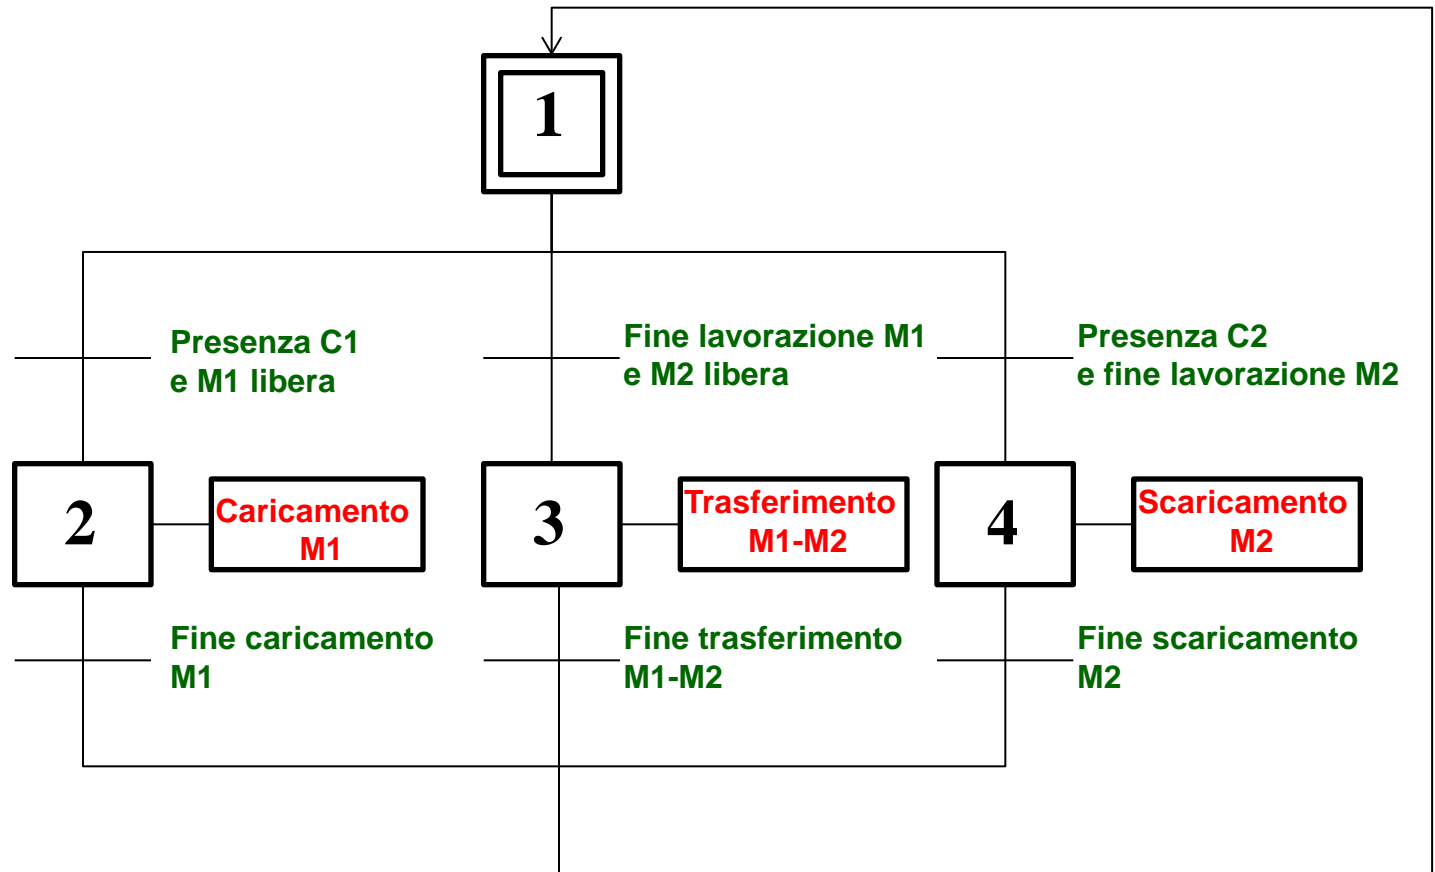 1
Presenza C1
e M1 libera
Fine lavorazione M1
e M2 libera
Presenza C2
e fine lavorazione M2
2
Caricamento
M1
3
Trasferimento
M1-M2
4
Scaricamento
M2
Fine caricamento
M1
Fine trasferimento
M1-M2
Fine scaricamento
M2